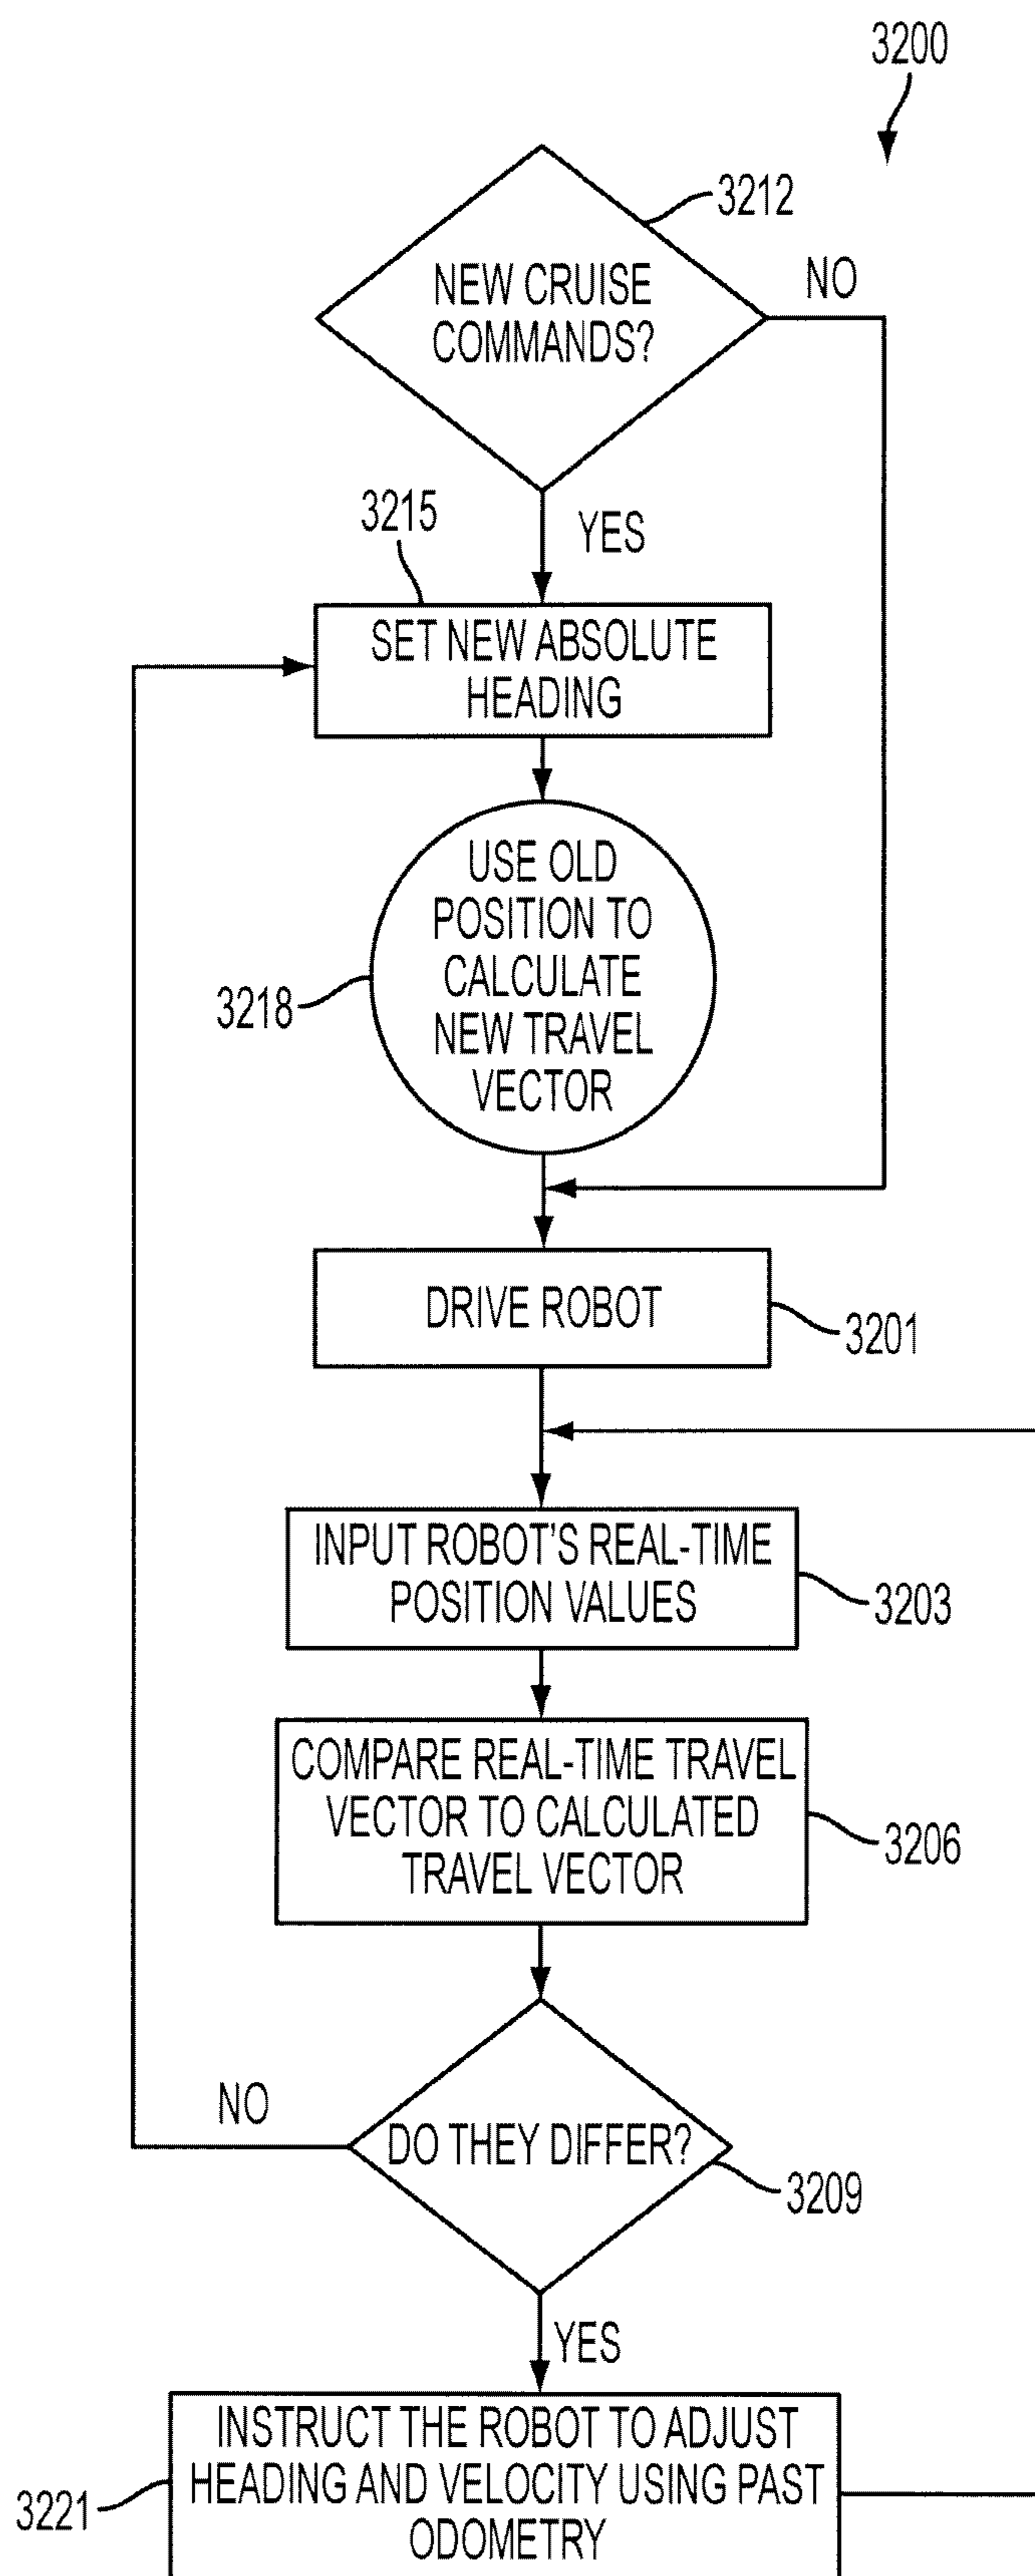 3200
3212
NEW CRUISE
COMMANDS?
NO
YES
3215
SET NEW ABSOLUTE
HEADING
USE OLD
POSITION TO
CALCULATE
NEW TRAVEL
VECTOR
3218
DRIVE ROBOT
3201
INPUT ROBOT'S REAL-TIME
POSITION VALUES
3203
COMPARE REAL-TIME TRAVEL
VECTOR TO CALCULATED
TRAVEL VECTOR
3206
NO
DO THEY DIFFER?
3209
YES
INSTRUCT THE ROBOT TO ADJUST
HEADING AND VELOCITY USING PAST
ODOMETRY
3221